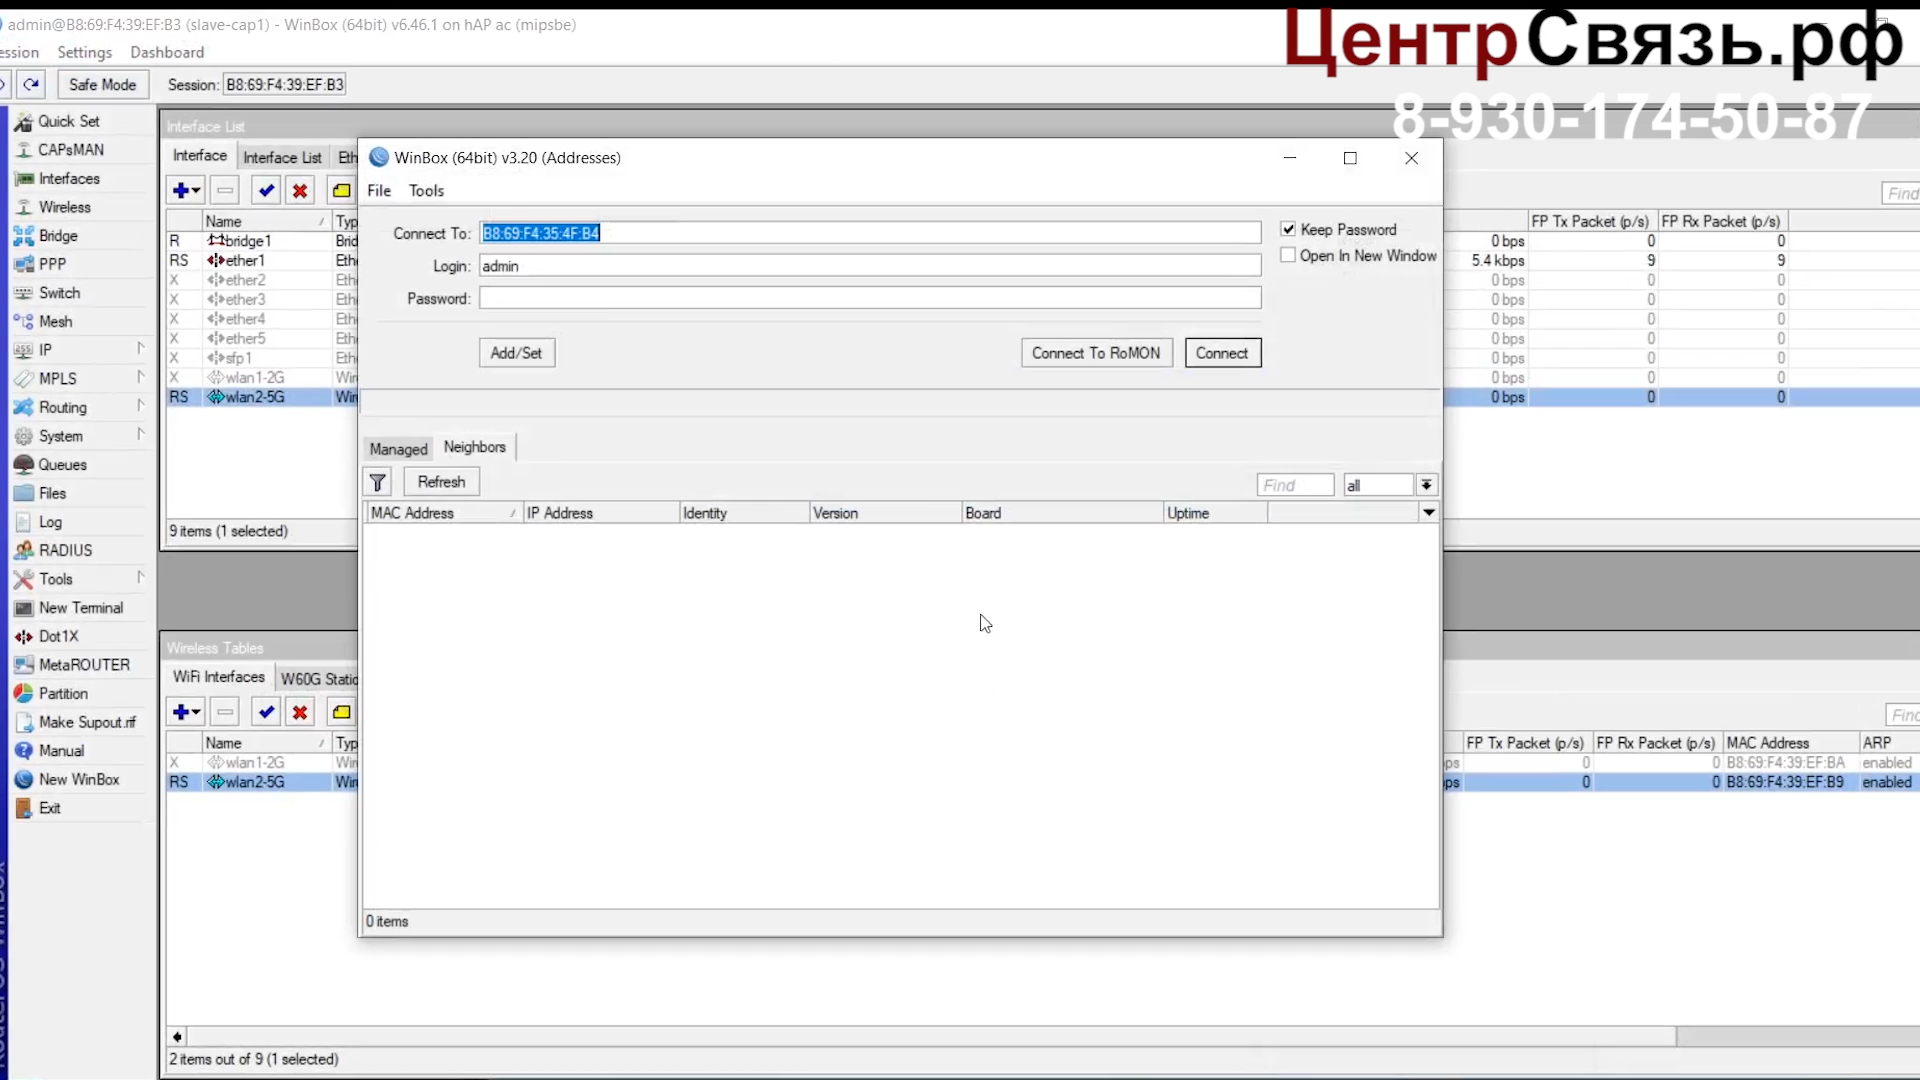 admin@B8:69:F4:39:EF:B3 (slave-cap1) - WinBox (64bit) v6.46.1 on hAP ac (mipsbe)
ЦентрСвязь.рф
8-930-174-50-87
ession Settings Dashboard
Safe Mode Session: B8:69:F4:39:EF:B3
Quick Set
CAPsMAN
Interfaces
Wireless
Bridge
PPP
Switch
Mesh
IP
MPLS
Routing
System
Queues
Files
Log
RADIUS
Tools
New Terminal
Dot1X
MetaROUTER
Partition
Make Supout.rif
Manual
New WinBox
Exit
Interface List
Interface Interface List Eth
Find
Name Typ
FP Tx Packet (p/s) FP Rx Packet (p/s)
R bridge1 Brid 0 bps 0 0
RS ether1 Eth 5.4 kbps 9 9
X ether2 Eth 0 bps 0 0
X ether3 Eth 0 bps 0 0
X ether4 Eth 0 bps 0 0
X ether5 Eth 0 bps 0 0
X sfp1 Eth 0 bps 0 0
X wlan1-2G Wir 0 bps 0 0
RS wlan2-5G Wir 0 bps 0 0
9 items (1 selected)
WinBox (64bit) v3.20 (Addresses)
File Tools
Connect To: B8:69:F4:35:4F:B4
Keep Password
Login: admin
Open In New Window
Password:
Add/Set Connect To RoMON Connect
Managed Neighbors
Refresh Find all
MAC Address IP Address Identity Version Board Uptime
0 items
Wireless Tables
WiFi Interfaces W60G Static
Find
Name Typ
FP Tx Packet (p/s) FP Rx Packet (p/s) MAC Address ARP
X wlan1-2G Wir ps 0 0 B8:69:F4:39:EF:BA enabled
RS wlan2-5G Wir ps 0 0 B8:69:F4:39:EF:B9 enabled
2 items out of 9 (1 selected)